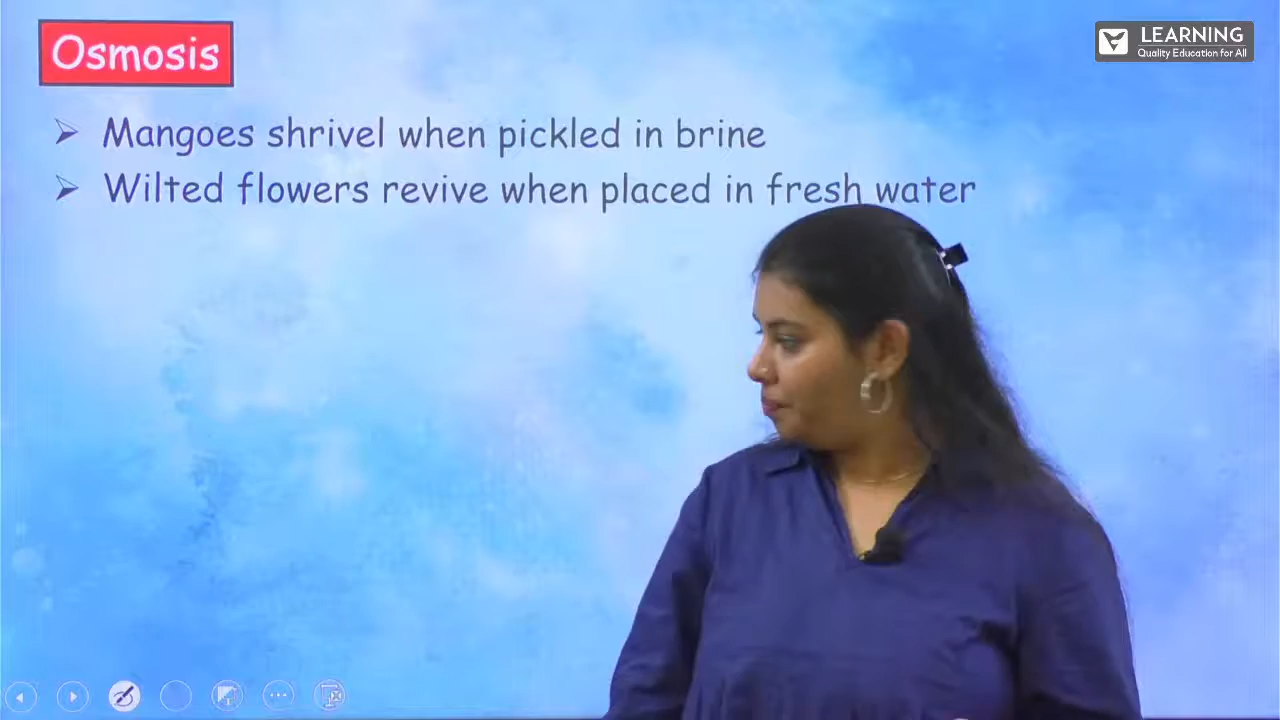 Osmosis
LEARNING
Quality Education for All
➢ Mangoes shrivel when pickled in brine
➢ Wilted flowers revive when placed in fresh water